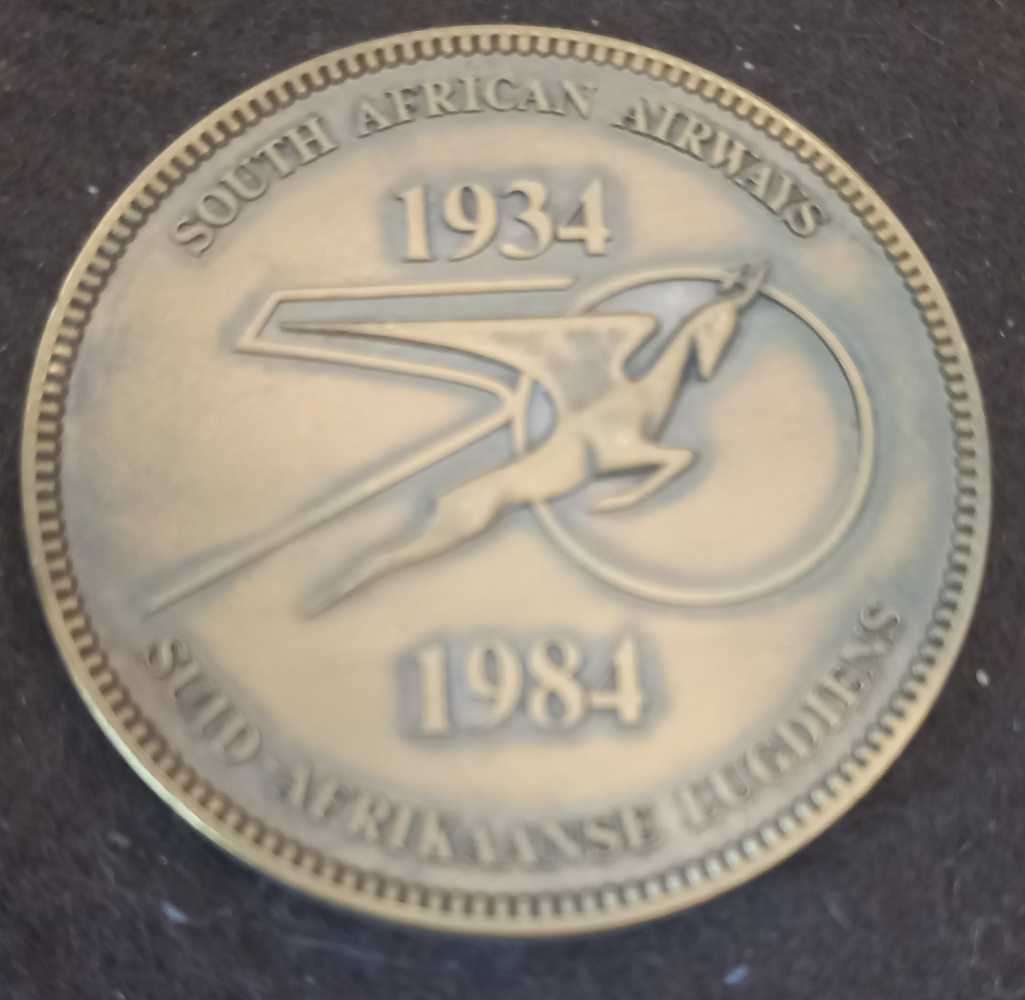 SOUTH AFRICAN AIRWAYS
1934
1984
SUID-AFRIKAANSE LUGDIENS